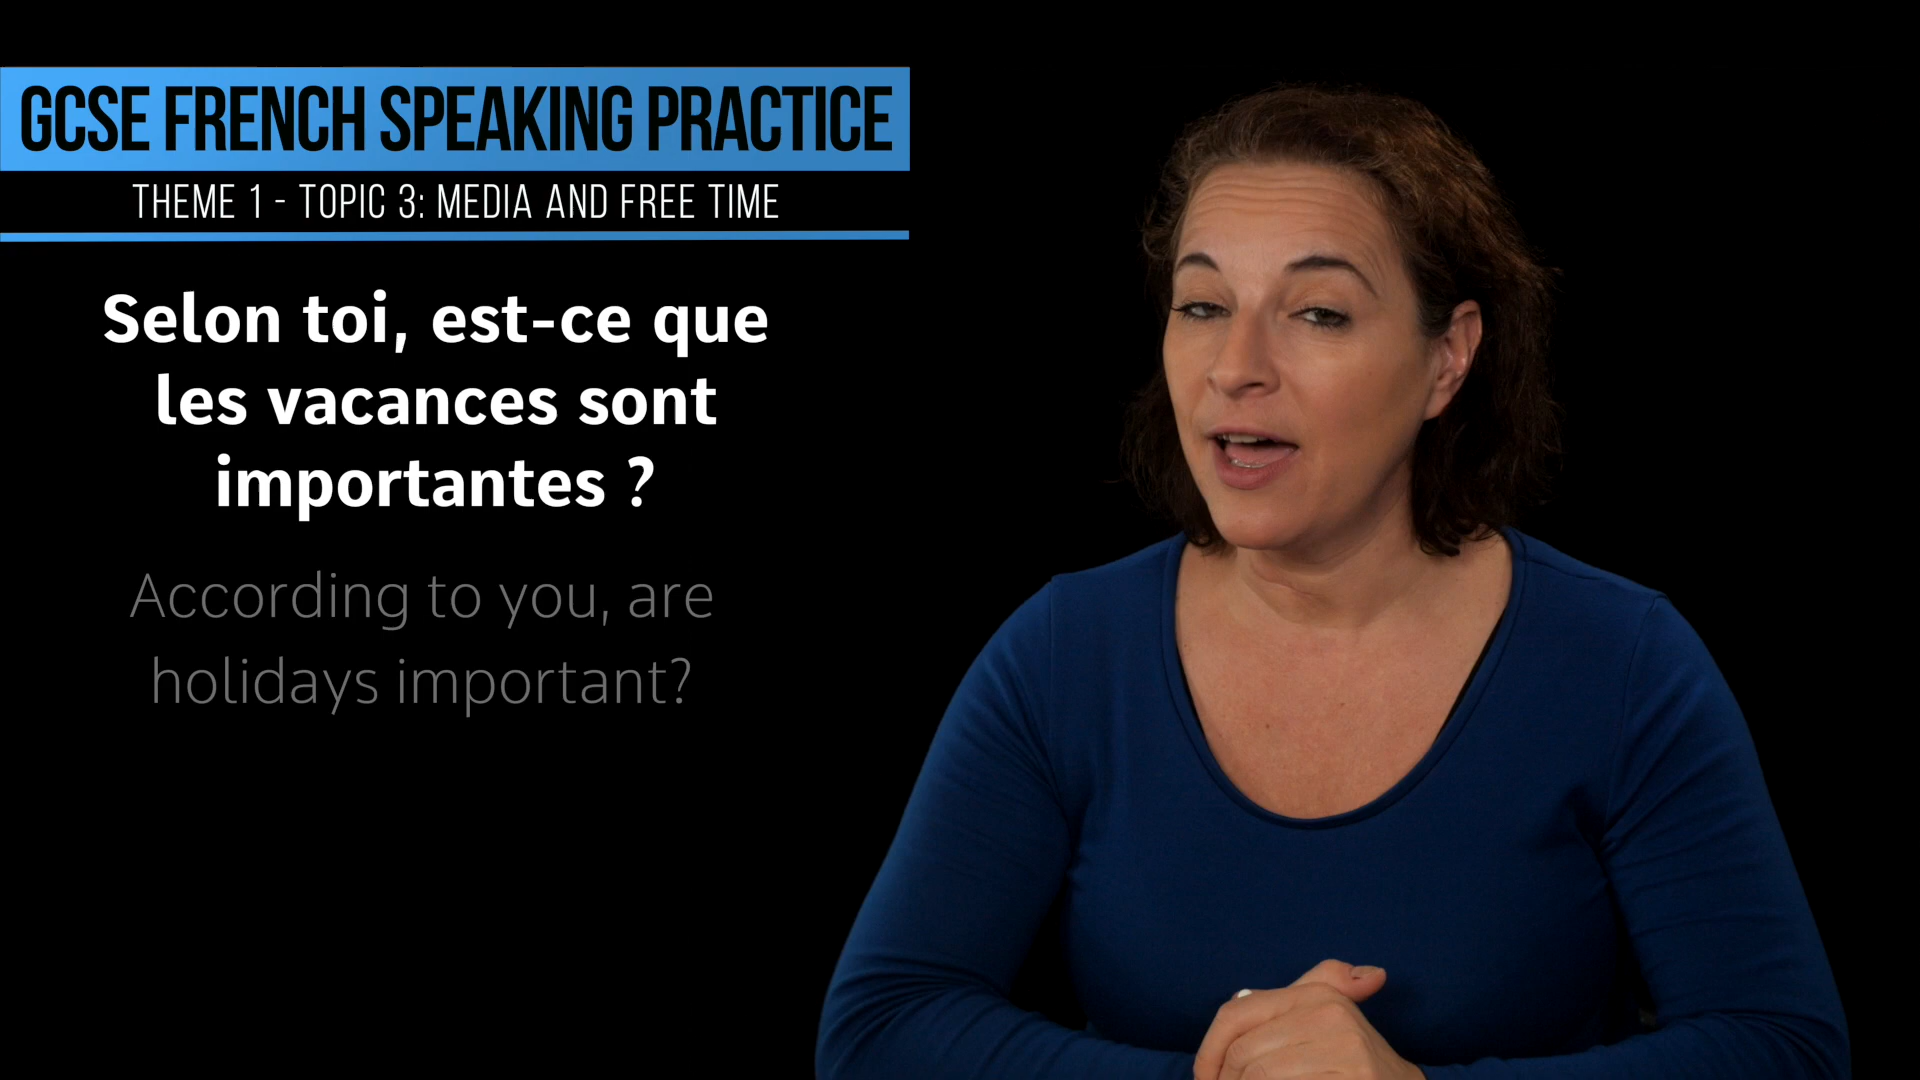 GCSE FRENCH SPEAKING PRACTICE
THEME 1 - TOPIC 3: MEDIA AND FREE TIME
Selon toi, est-ce que
les vacances sont
importantes ?
According to you, are
holidays important?